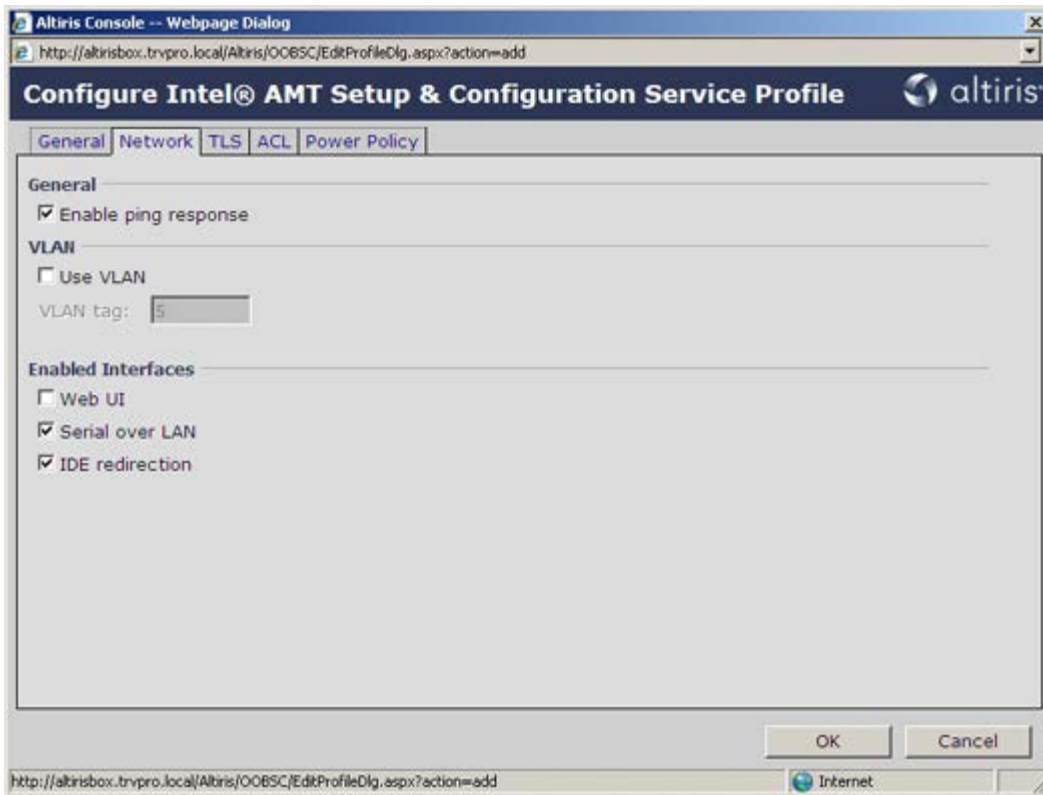 Altiris Console -- Webpage Dialog
http://altirisbox.trvpro.local/Altiris/OOBSC/EditProfileDlg.aspx?action=add
Configure Intel® AMT Setup & Configuration Service Profile
altiris
General Network TLS ACL Power Policy
General
Enable ping response
VLAN
Use VLAN
VLAN tag: 5
Enabled Interfaces
Web UI
Serial over LAN
IDE redirection
OK Cancel
http://altirisbox.trvpro.local/Altiris/OOBSC/EditProfileDlg.aspx?action=add Internet